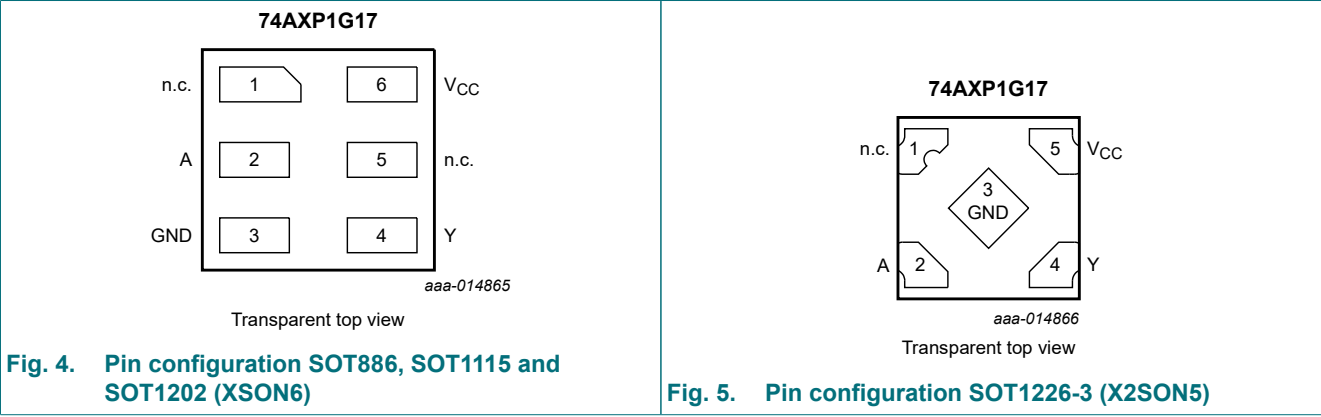 74AXP1G17
n.c. 1 6 VCC
A 2 5 n.c.
GND 3 4 Y
aaa-014865
Transparent top view
Fig. 4. Pin configuration SOT886, SOT1115 and
SOT1202 (XSON6)
74AXP1G17
n.c. 1 5 VCC
3
GND
A 2 4 Y
aaa-014866
Transparent top view
Fig. 5. Pin configuration SOT1226-3 (X2SON5)